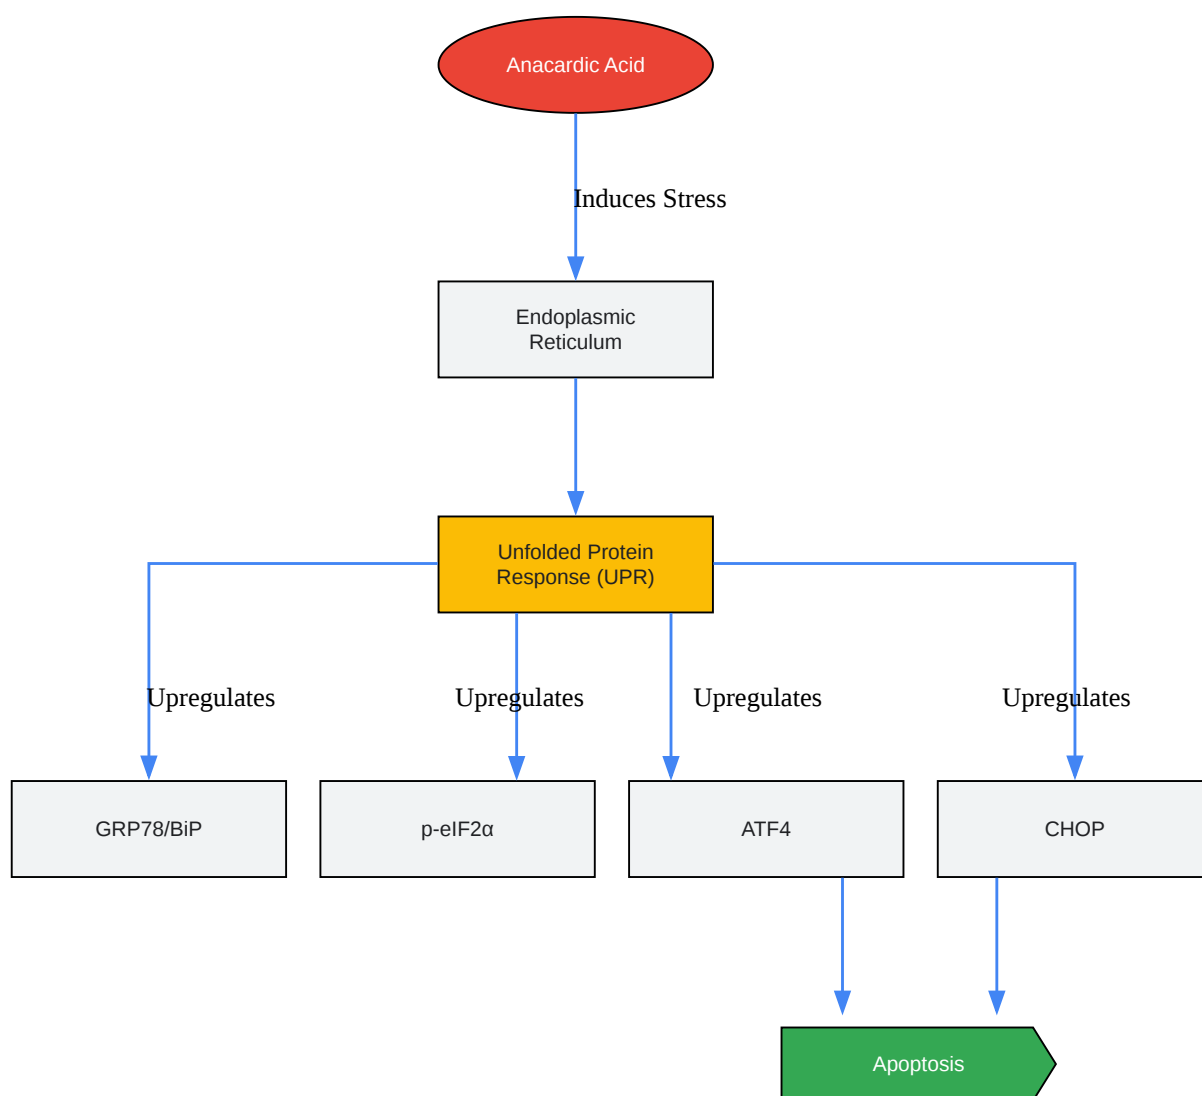 Anacardic Acid
Induces Stress
Endoplasmic
Reticulum
Unfolded Protein
Response (UPR)
Upregulates
Upregulates
Upregulates
Upregulates
GRP78/BiP
p-eIF2α
ATF4
CHOP
Apoptosis